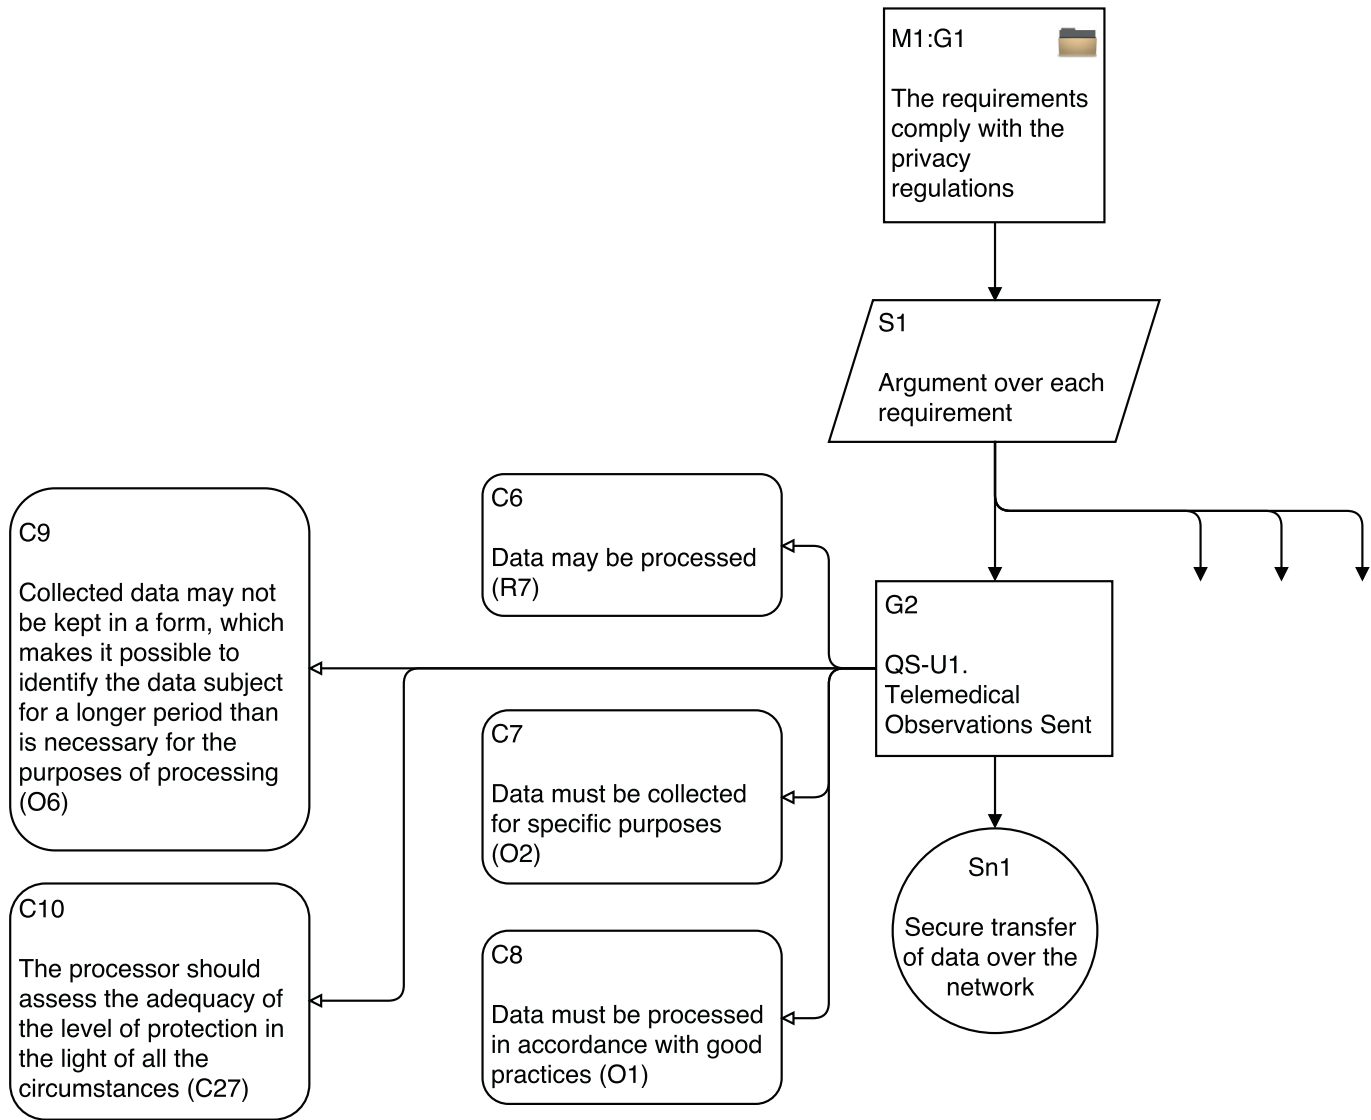 M1:G1
The requirements
comply with the
privacy
regulations
S1
Argument over each
requirement
C9
Collected data may not
be kept in a form, which
makes it possible to
identify the data subject
for a longer period than
is necessary for the
purposes of processing
(O6)
C6
Data may be processed
(R7)
G2
QS-U1.
Telemedical
Observations Sent
C7
Data must be collected
for specific purposes
(O2)
C10
The processor should
assess the adequacy of
the level of protection in
the light of all the
circumstances (C27)
C8
Data must be processed
in accordance with good
practices (O1)
Sn1
Secure transfer
of data over the
network